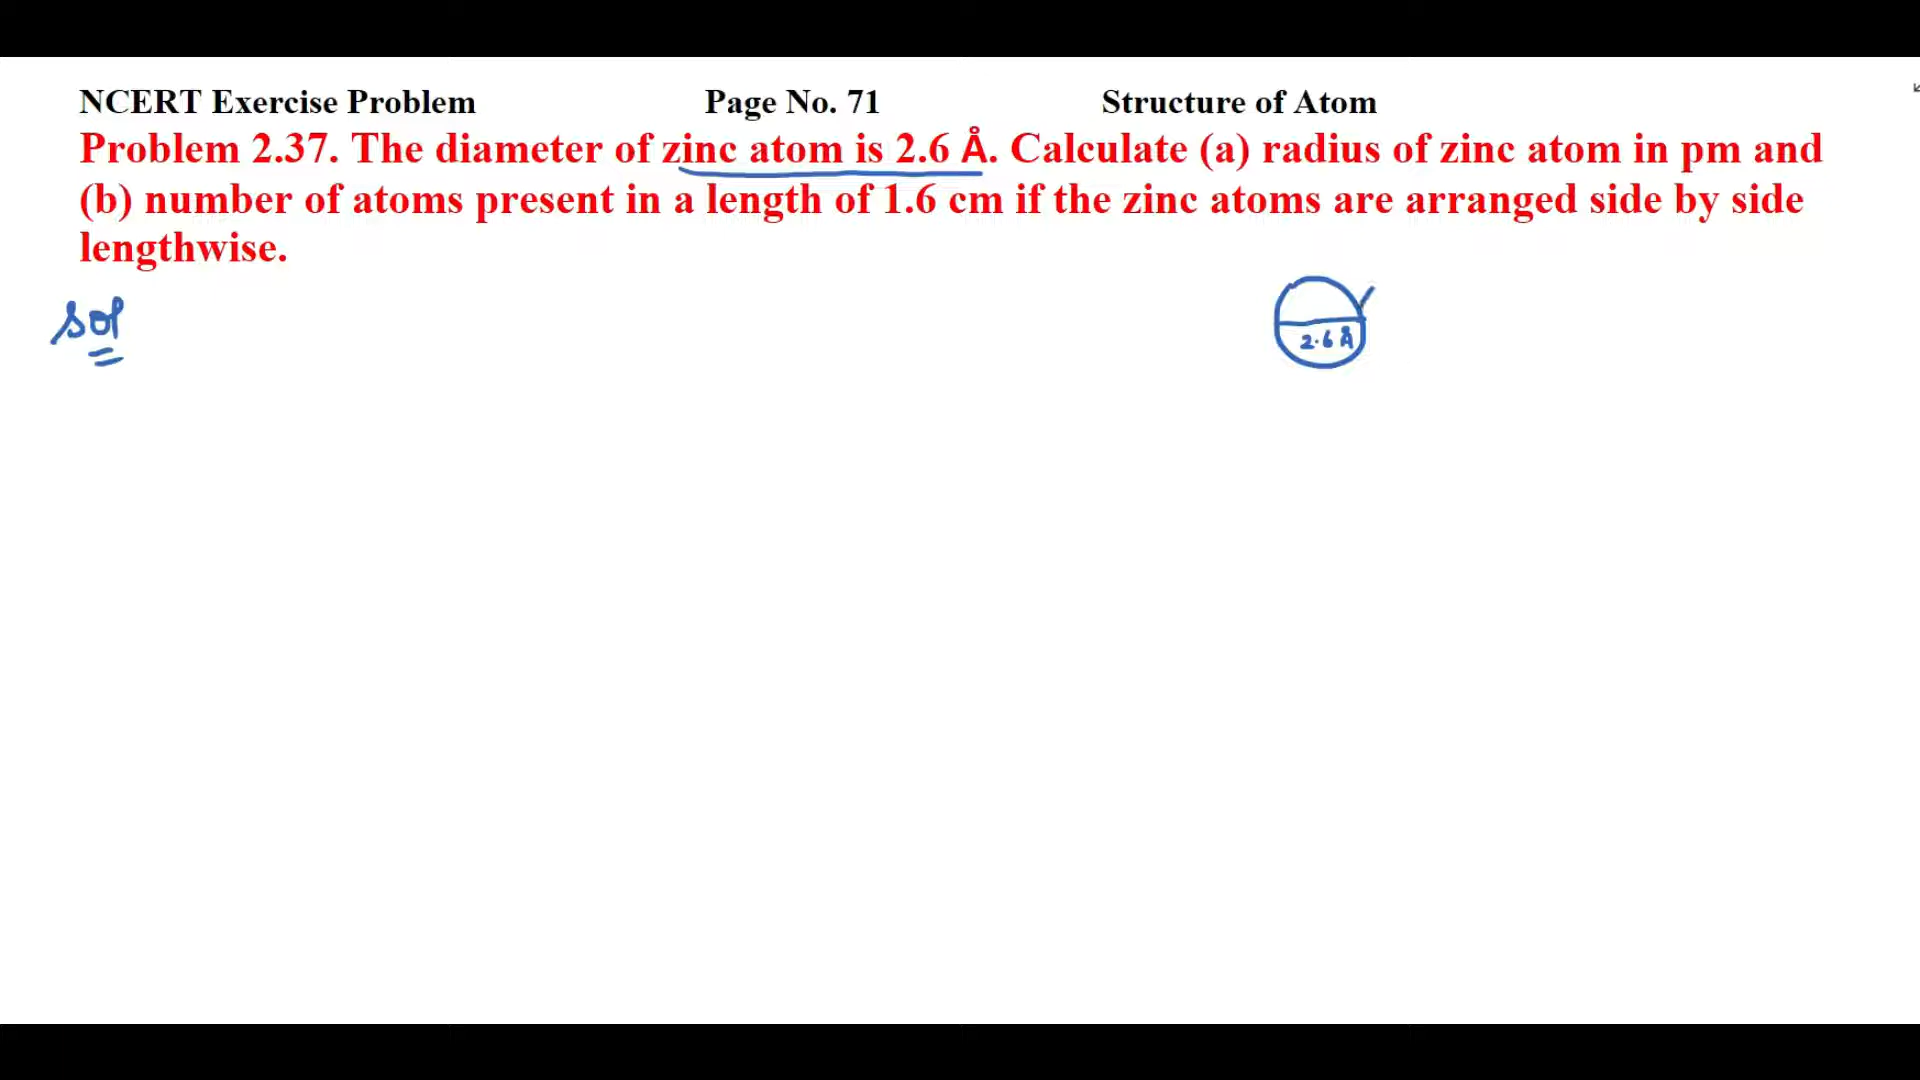 NCERT Exercise Problem Page No. 71 Structure of Atom
Problem 2.37. The diameter of zinc atom is 2.6 Å. Calculate (a) radius of zinc atom in pm and
(b) number of atoms present in a length of 1.6 cm if the zinc atoms are arranged side by side
lengthwise.
Sol
2.6 Å